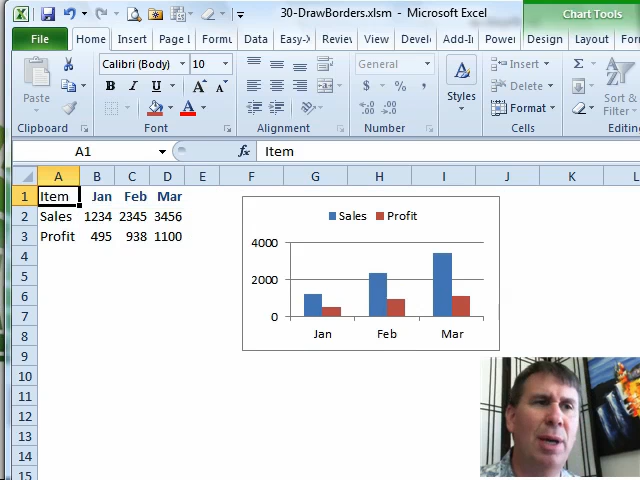 30-DrawBorders.xlsm - Microsoft Excel
Chart Tools
File Home Insert Page L Formu Data Easy-X Reviev View Develc Add-In Power Design Layout Format
Calibri (Body) 10 General Insert
Paste B I U A A $ % , Styles Delete Sort &
A Format Filter
Clipboard Font Alignment Number Cells
A1 fx Item
A B C D E F G H I J K L
1 Item Jan Feb Mar
2 Sales 1234 2345 3456
3 Profit 495 938 1100
4
5
6
7
8
9
10
11
12
13
14
15
Sales Profit
4000
2000
0
Jan Feb Mar